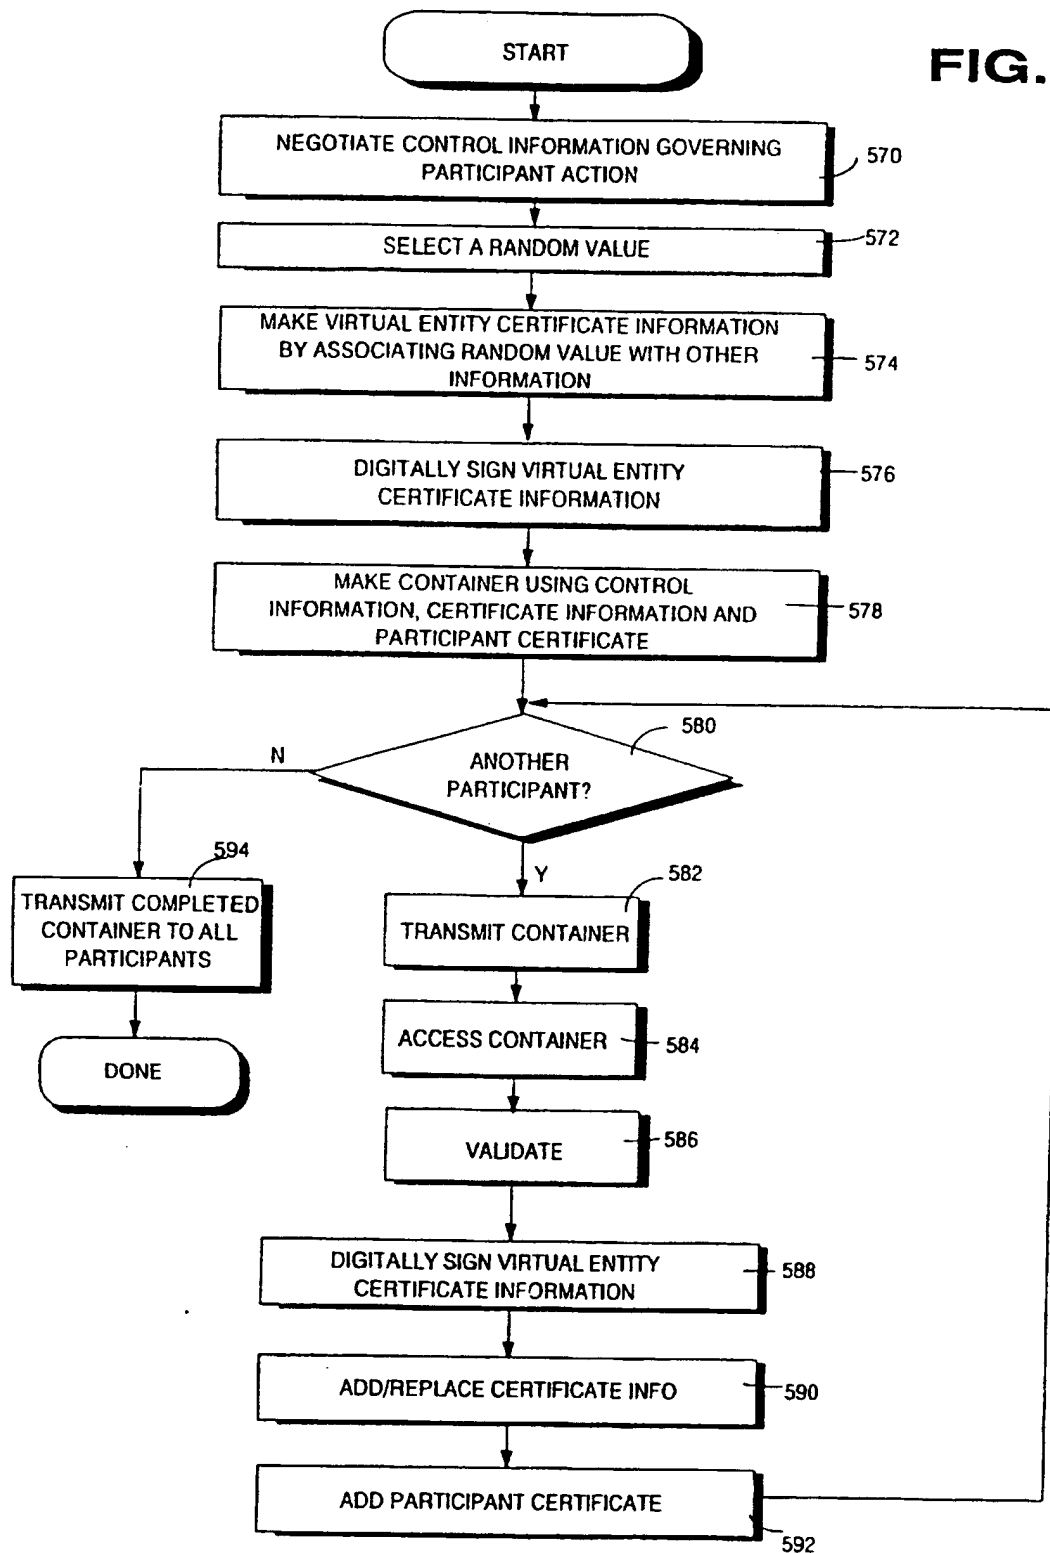 START
FIG.
NEGOTIATE CONTROL INFORMATION GOVERNING
PARTICIPANT ACTION
570
SELECT A RANDOM VALUE
572
MAKE VIRTUAL ENTITY CERTIFICATE INFORMATION
BY ASSOCIATING RANDOM VALUE WITH OTHER
INFORMATION
574
DIGITALLY SIGN VIRTUAL ENTITY
CERTIFICATE INFORMATION
576
MAKE CONTAINER USING CONTROL
INFORMATION, CERTIFICATE INFORMATION AND
PARTICIPANT CERTIFICATE
578
580
N
ANOTHER
PARTICIPANT?
594
Y
582
TRANSMIT COMPLETED
CONTAINER TO ALL
PARTICIPANTS
TRANSMIT CONTAINER
ACCESS CONTAINER
584
DONE
VALIDATE
586
DIGITALLY SIGN VIRTUAL ENTITY
CERTIFICATE INFORMATION
588
ADD/REPLACE CERTIFICATE INFO
590
ADD PARTICIPANT CERTIFICATE
592